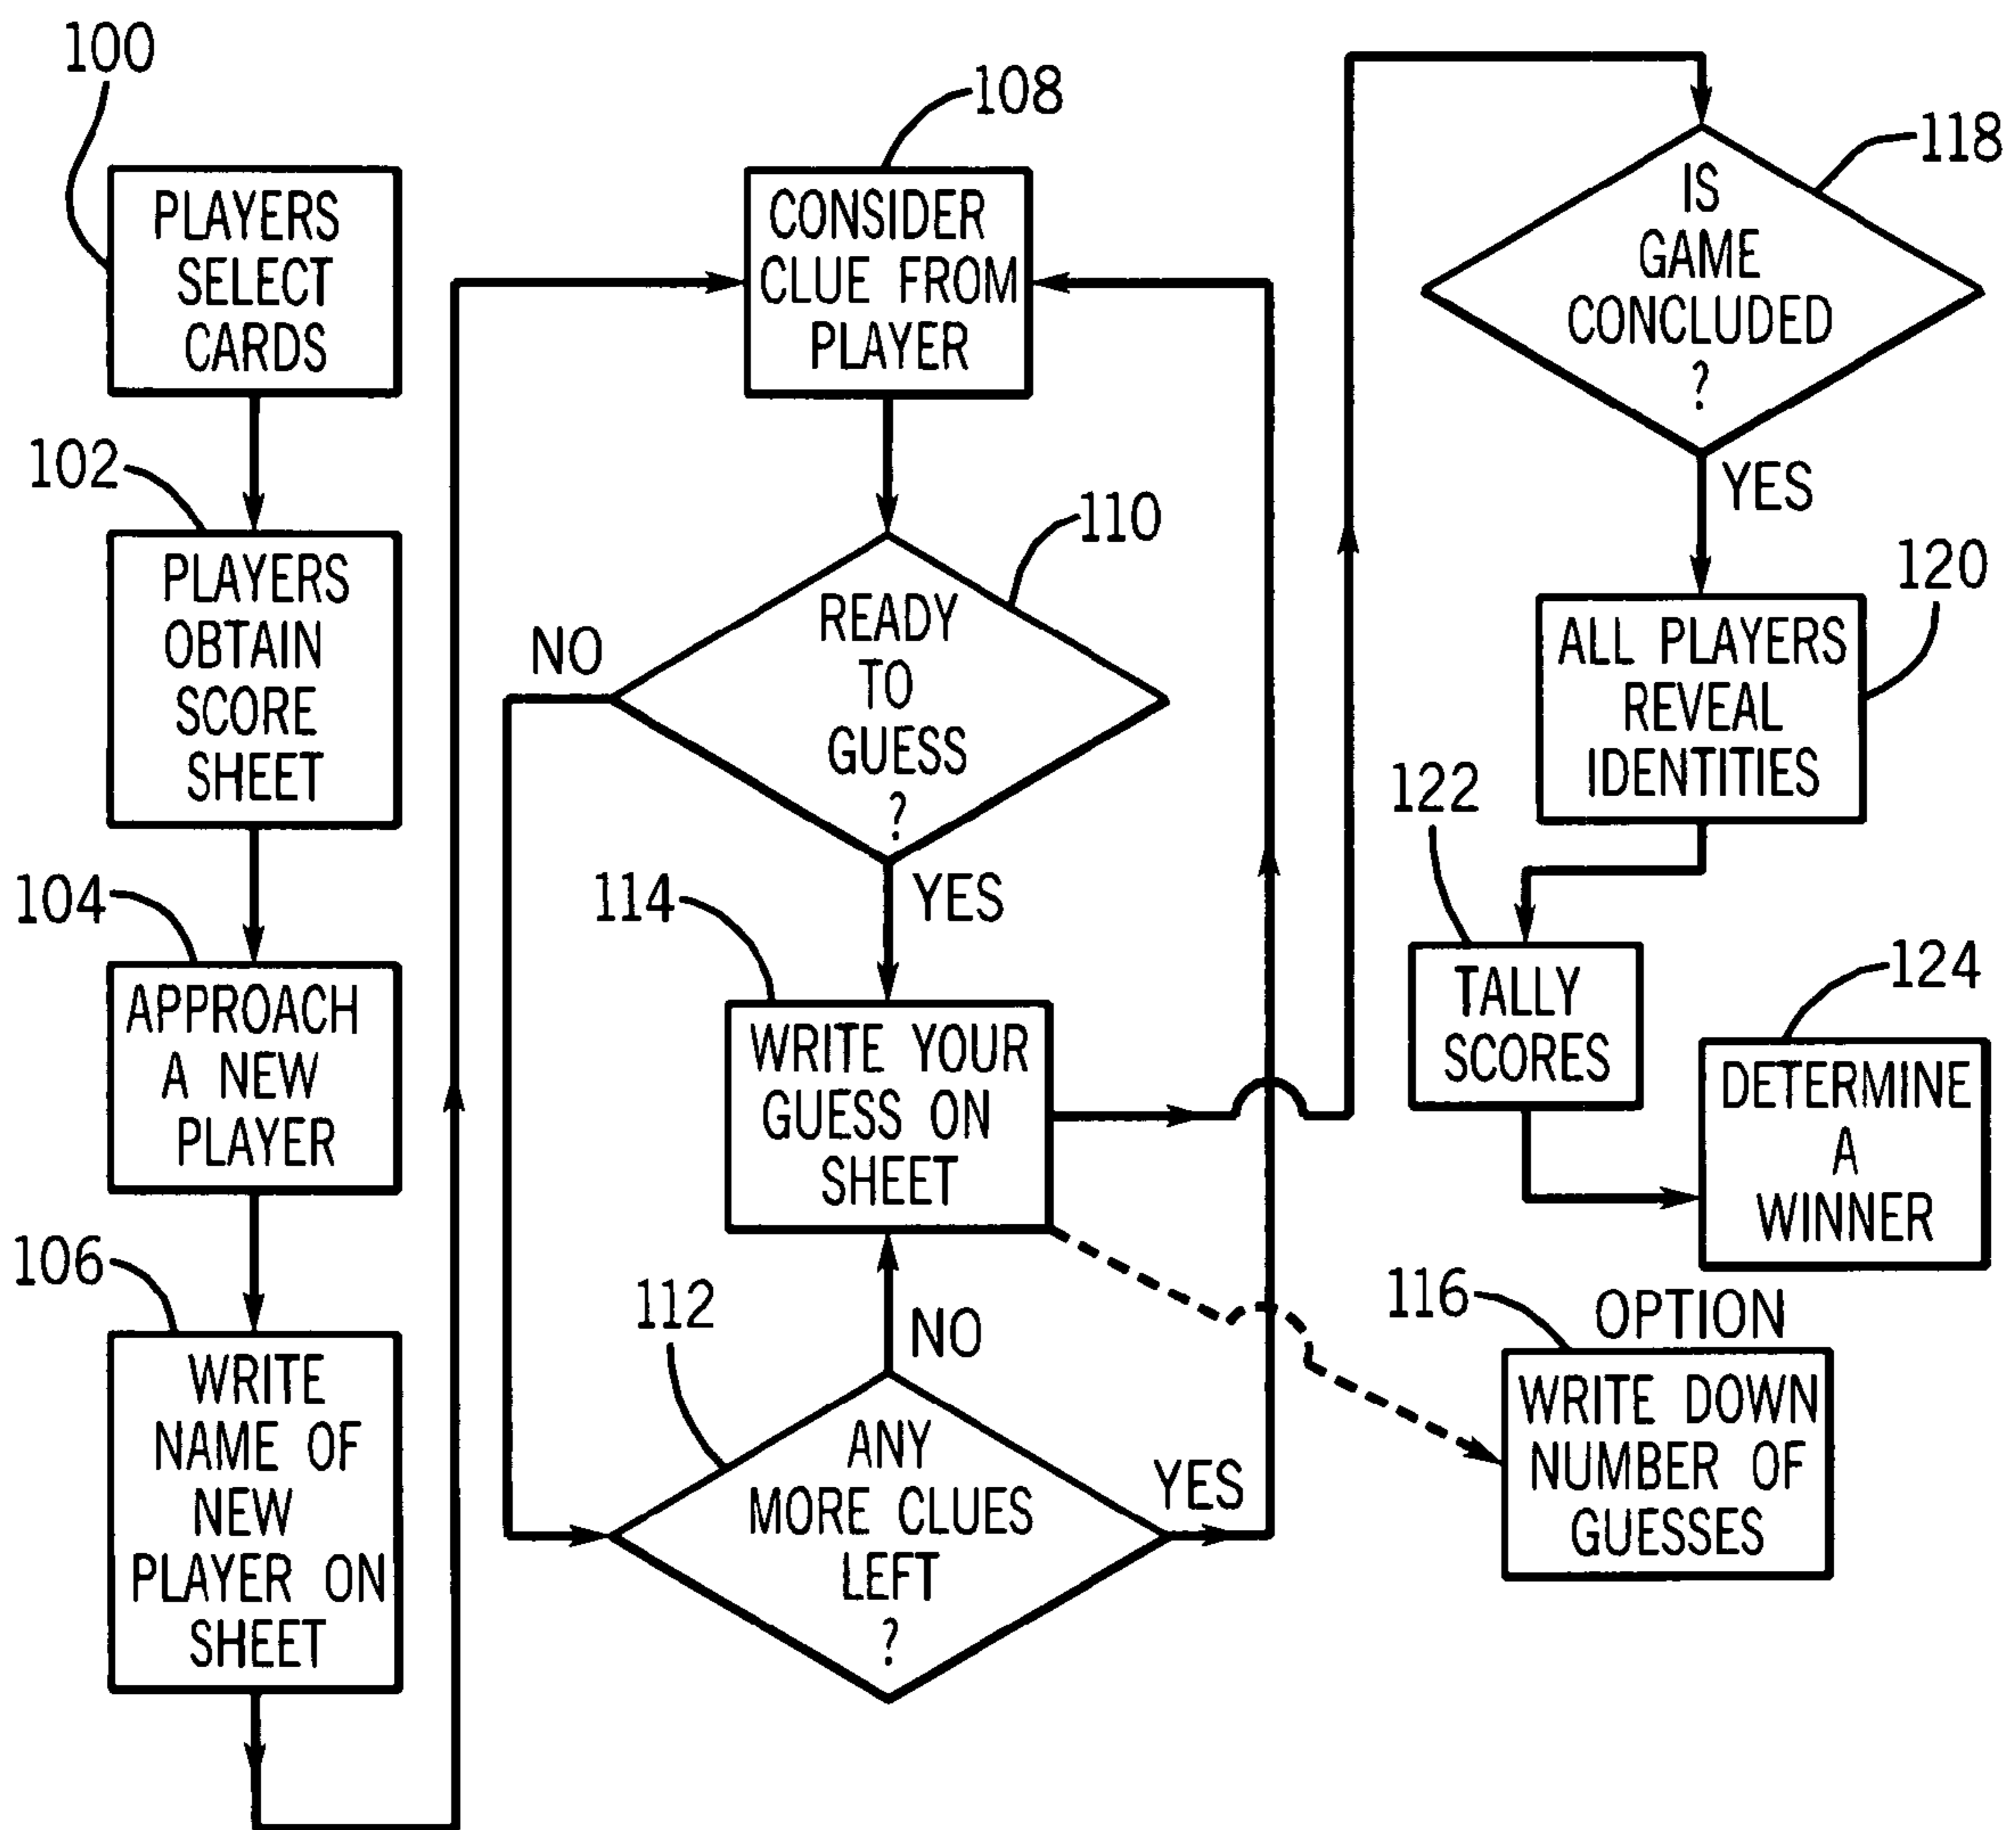 100
PLAYERS
SELECT
CARDS
102
PLAYERS
OBTAIN
SCORE
SHEET
104
APPROACH
A NEW
PLAYER
106
WRITE
NAME OF
NEW
PLAYER ON
SHEET
108
CONSIDER
CLUE FROM
PLAYER
110
READY
TO
GUESS
?
NO
YES
114
WRITE YOUR
GUESS ON
SHEET
112
NO
ANY
MORE CLUES
LEFT
?
YES
118
IS
GAME
CONCLUDED
?
YES
120
ALL PLAYERS
REVEAL
IDENTITIES
122
TALLY
SCORES
124
DETERMINE
A
WINNER
116
OPTION
WRITE DOWN
NUMBER OF
GUESSES